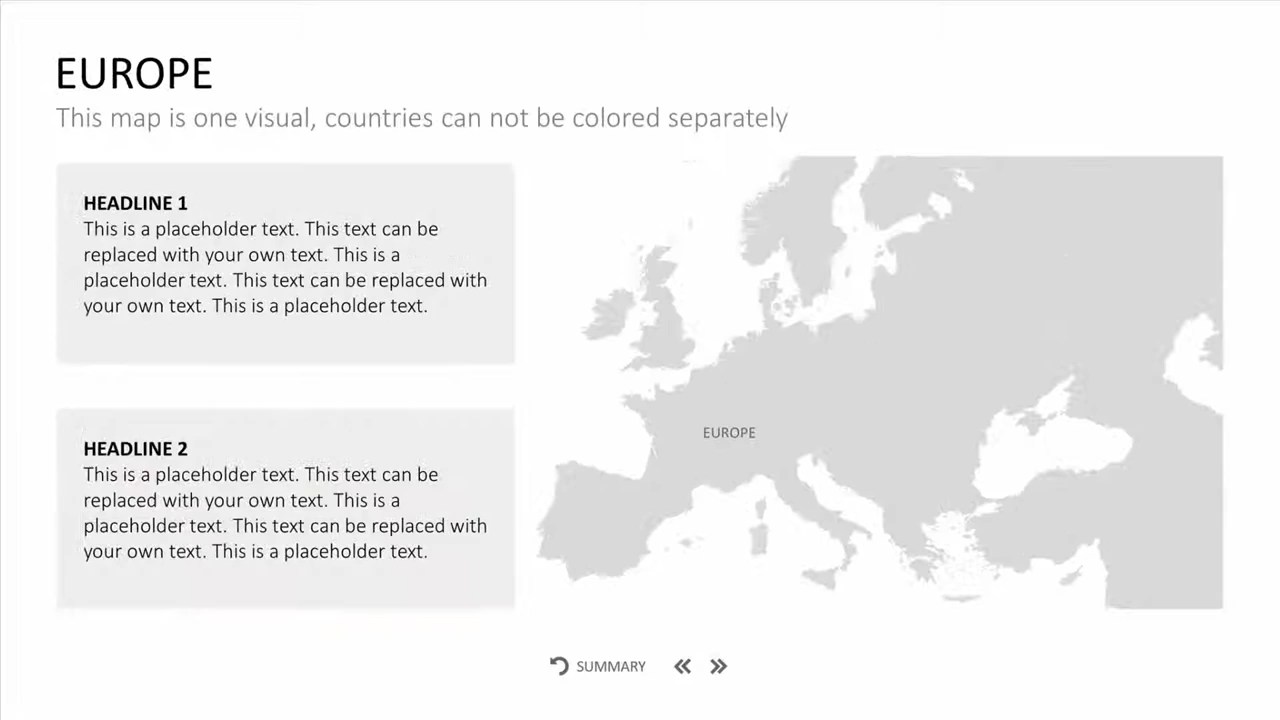 EUROPE
This map is one visual, countries can not be colored separately
HEADLINE 1
This is a placeholder text. This text can be
replaced with your own text. This is a
placeholder text. This text can be replaced with
your own text. This is a placeholder text.
HEADLINE 2
This is a placeholder text. This text can be
replaced with your own text. This is a
placeholder text. This text can be replaced with
your own text. This is a placeholder text.
EUROPE
SUMMARY